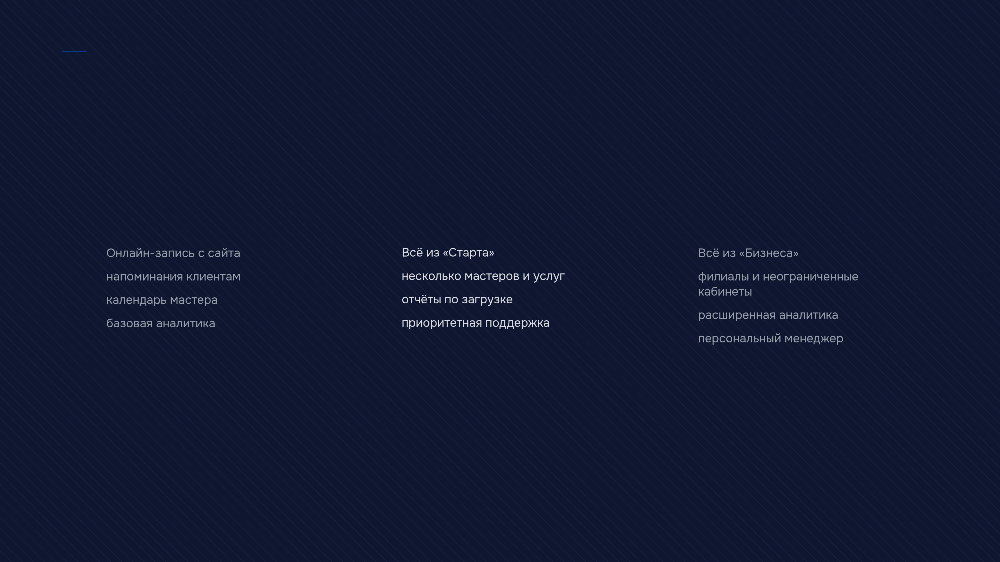 Онлайн-запись с сайта
напоминания клиентам
календарь мастера
базовая аналитика
Всё из «Старта»
несколько мастеров и услуг
отчёты по загрузке
приоритетная поддержка
Всё из «Бизнеса»
филиалы и неограниченные
кабинеты
расширенная аналитика
персональный менеджер